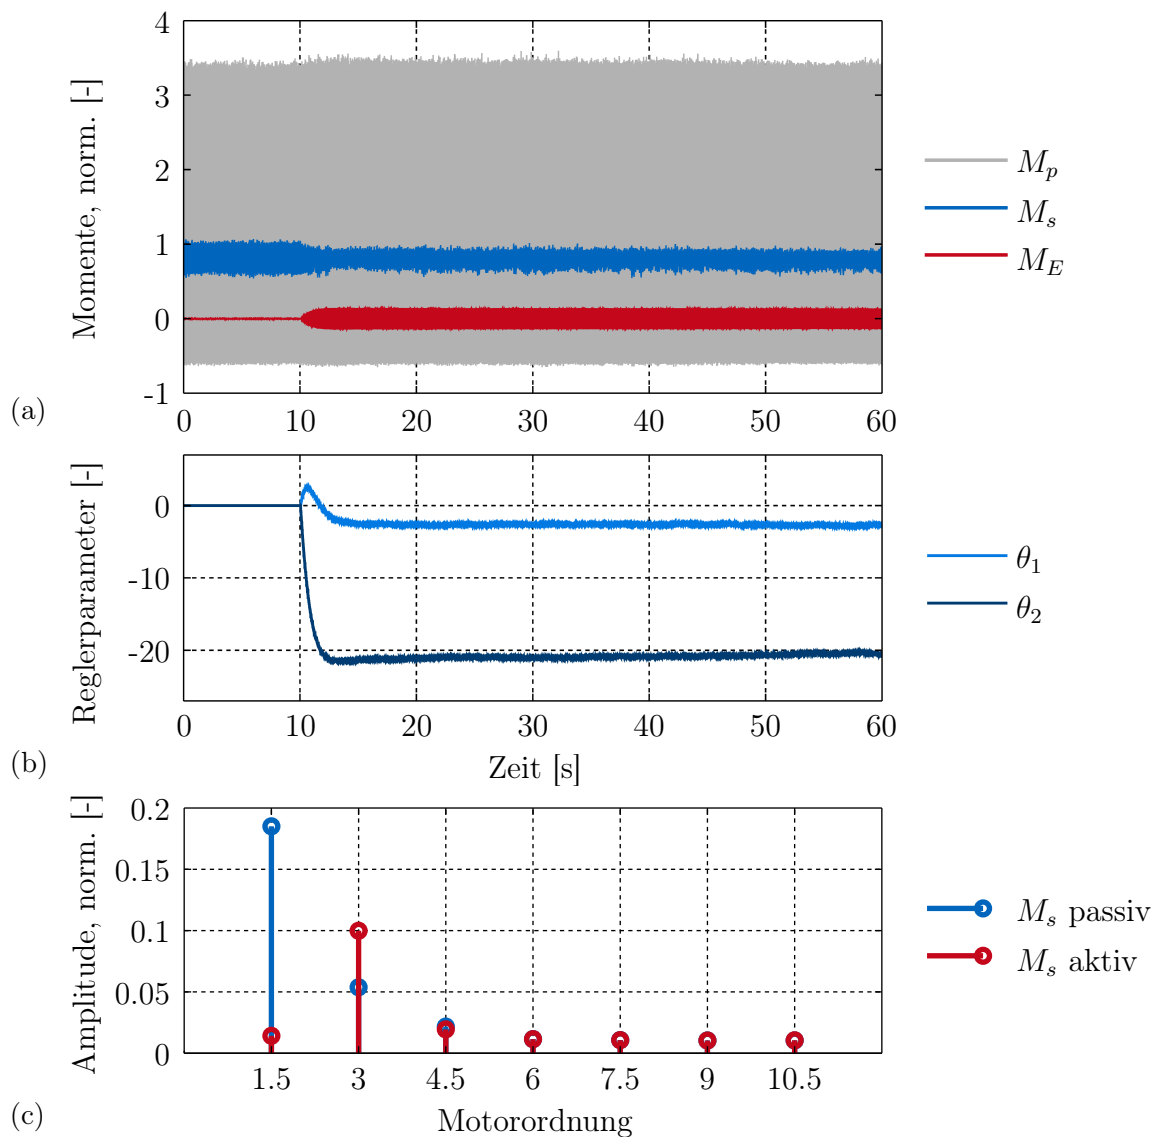 Momente, norm. [-]
4
3
2
1
0
-1
0 10 20 30 40 50 60
(a)
M_p
M_s
M_E
Reglerparameter [-]
0
-10
-20
0 10 20 30 40 50 60
Zeit [s]
(b)
θ_1
θ_2
Amplitude, norm. [-]
0.2
0.15
0.1
0.05
0
1.5 3 4.5 6 7.5 9 10.5
Motorordnung
(c)
M_s passiv
M_s aktiv